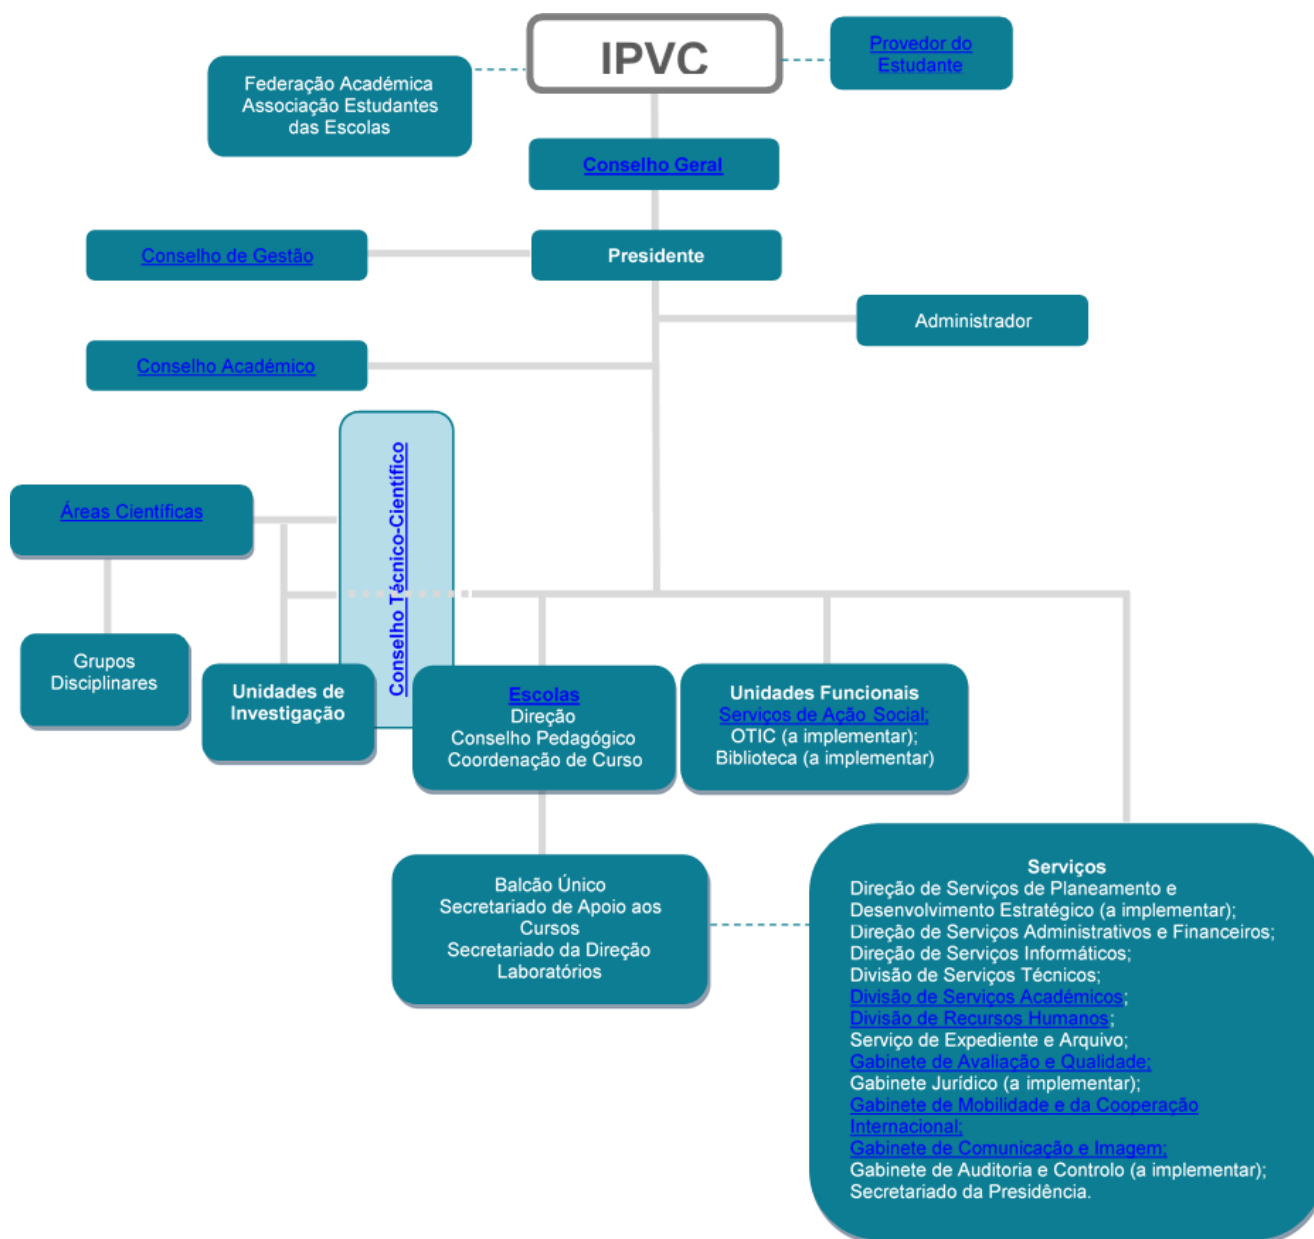 IPVC
Provedor do
Estudante
Federação Académica
Associação Estudantes
das Escolas
Conselho Geral
Conselho de Gestão
Presidente
Administrador
Conselho Académico
Conselho Técnico-Científico
Áreas Científicas
Grupos
Disciplinares
Unidades de
Investigação
Escolas
Direção
Conselho Pedagógico
Coordenação de Curso
Unidades Funcionais
Serviços de Ação Social;
OTIC (a implementar);
Biblioteca (a implementar)
Balcão Único
Secretariado de Apoio aos
Cursos
Secretariado da Direção
Laboratórios
Serviços
Direção de Serviços de Planeamento e
Desenvolvimento Estratégico (a implementar);
Direção de Serviços Administrativos e Financeiros;
Direção de Serviços Informáticos;
Divisão de Serviços Técnicos;
Divisão de Serviços Académicos;
Divisão de Recursos Humanos;
Serviço de Expediente e Arquivo;
Gabinete de Avaliação e Qualidade;
Gabinete Jurídico (a implementar);
Gabinete de Mobilidade e da Cooperação
Internacional;
Gabinete de Comunicação e Imagem;
Gabinete de Auditoria e Controlo (a implementar);
Secretariado da Presidência.